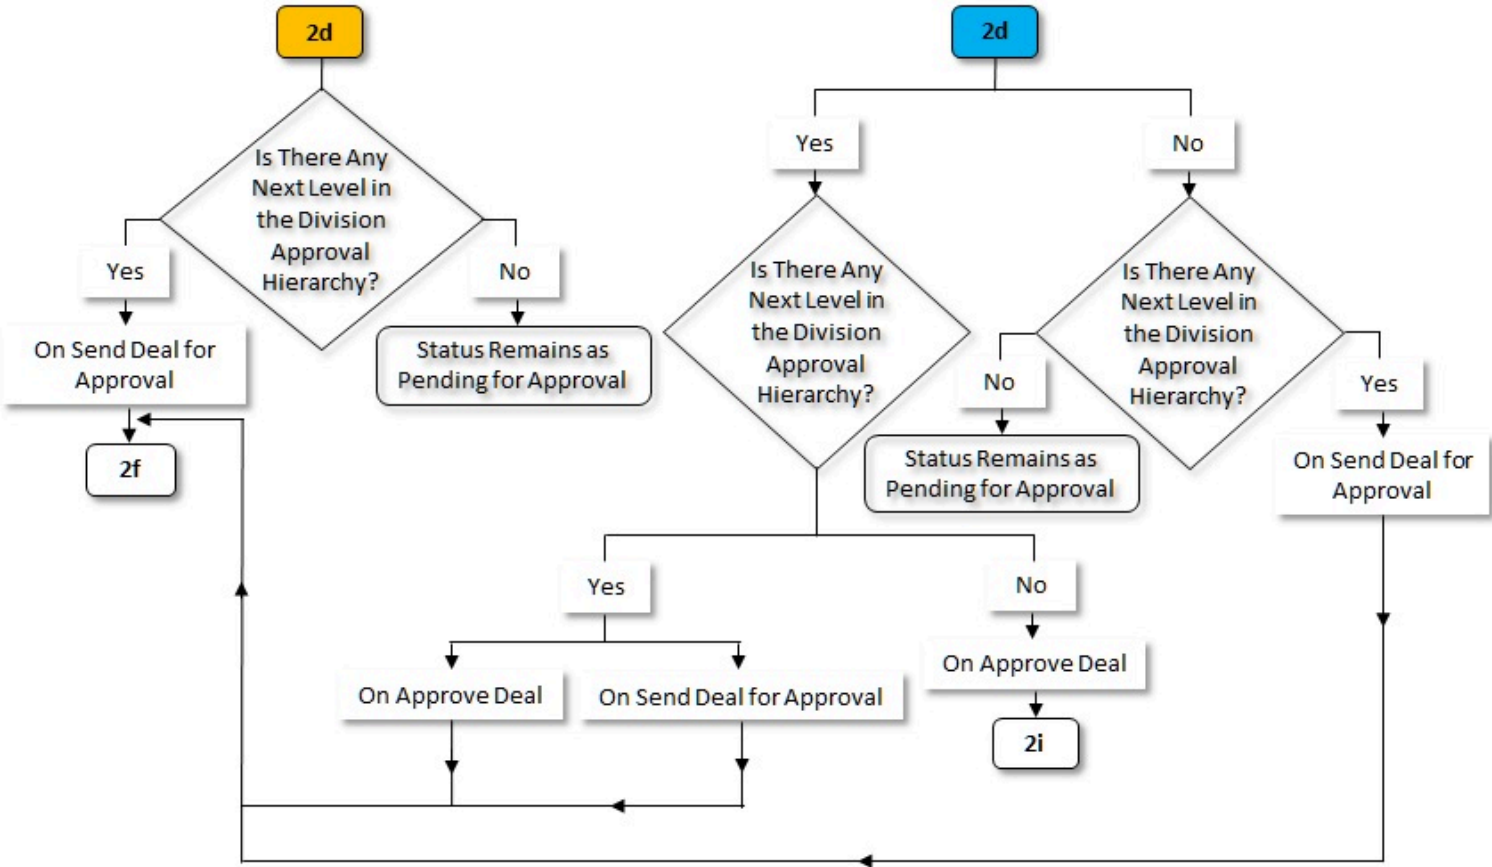 2d
Is There Any
Next Level in
the Division
Approval
Hierarchy?
Yes
No
On Send Deal for
Approval
Status Remains as
Pending for Approval
2f
2d
Yes
No
Is There Any
Next Level in
the Division
Approval
Hierarchy?
Is There Any
Next Level in
the Division
Approval
Hierarchy?
No
Yes
Status Remains as
Pending for Approval
On Send Deal for
Approval
Yes
No
On Approve Deal
On Send Deal for Approval
On Approve Deal
2i